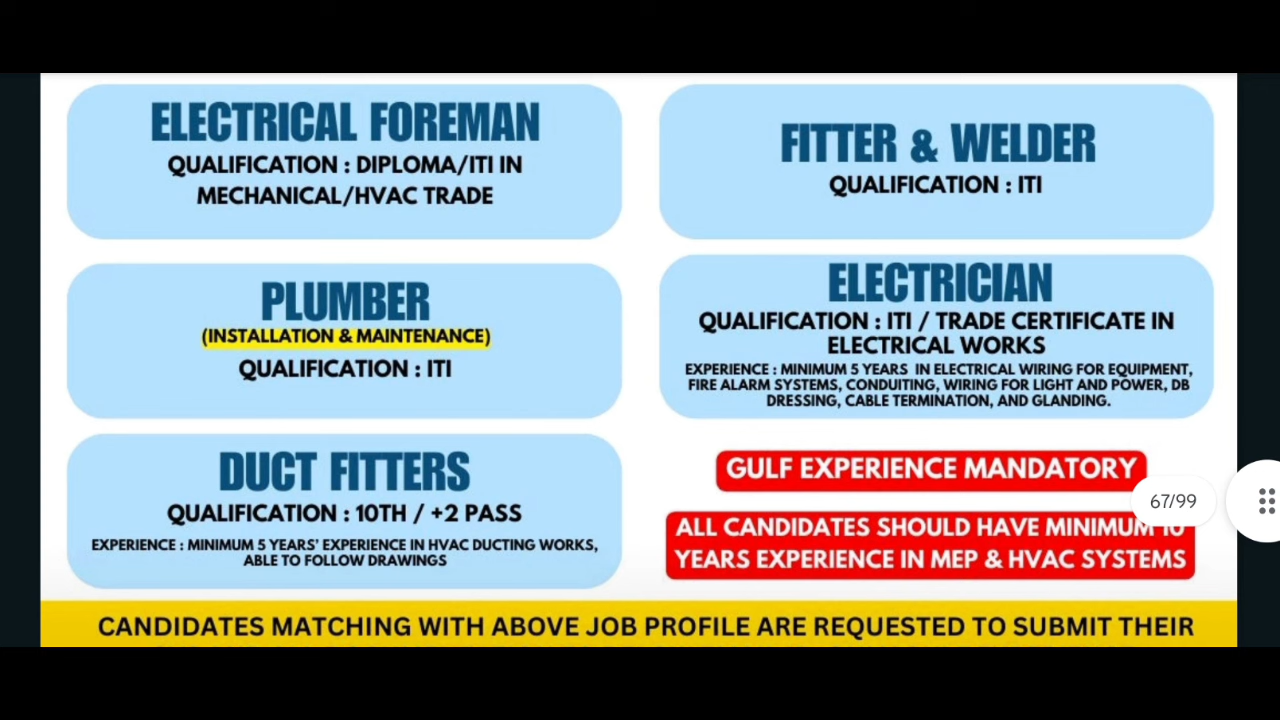 ELECTRICAL FOREMAN
QUALIFICATION : DIPLOMA/ITI IN
MECHANICAL/HVAC TRADE
FITTER & WELDER
QUALIFICATION : ITI
PLUMBER
(INSTALLATION & MAINTENANCE)
QUALIFICATION : ITI
ELECTRICIAN
QUALIFICATION : ITI / TRADE CERTIFICATE IN
ELECTRICAL WORKS
EXPERIENCE : MINIMUM 5 YEARS IN ELECTRICAL WIRING FOR EQUIPMENT,
FIRE ALARM SYSTEMS, CONDUITING, WIRING FOR LIGHT AND POWER, DB
DRESSING, CABLE TERMINATION, AND GLANDING.
DUCT FITTERS
QUALIFICATION : 10TH / +2 PASS
EXPERIENCE : MINIMUM 5 YEARS' EXPERIENCE IN HVAC DUCTING WORKS,
ABLE TO FOLLOW DRAWINGS
GULF EXPERIENCE MANDATORY
67/99
ALL CANDIDATES SHOULD HAVE MINIMUM 10
YEARS EXPERIENCE IN MEP & HVAC SYSTEMS
CANDIDATES MATCHING WITH ABOVE JOB PROFILE ARE REQUESTED TO SUBMIT THEIR